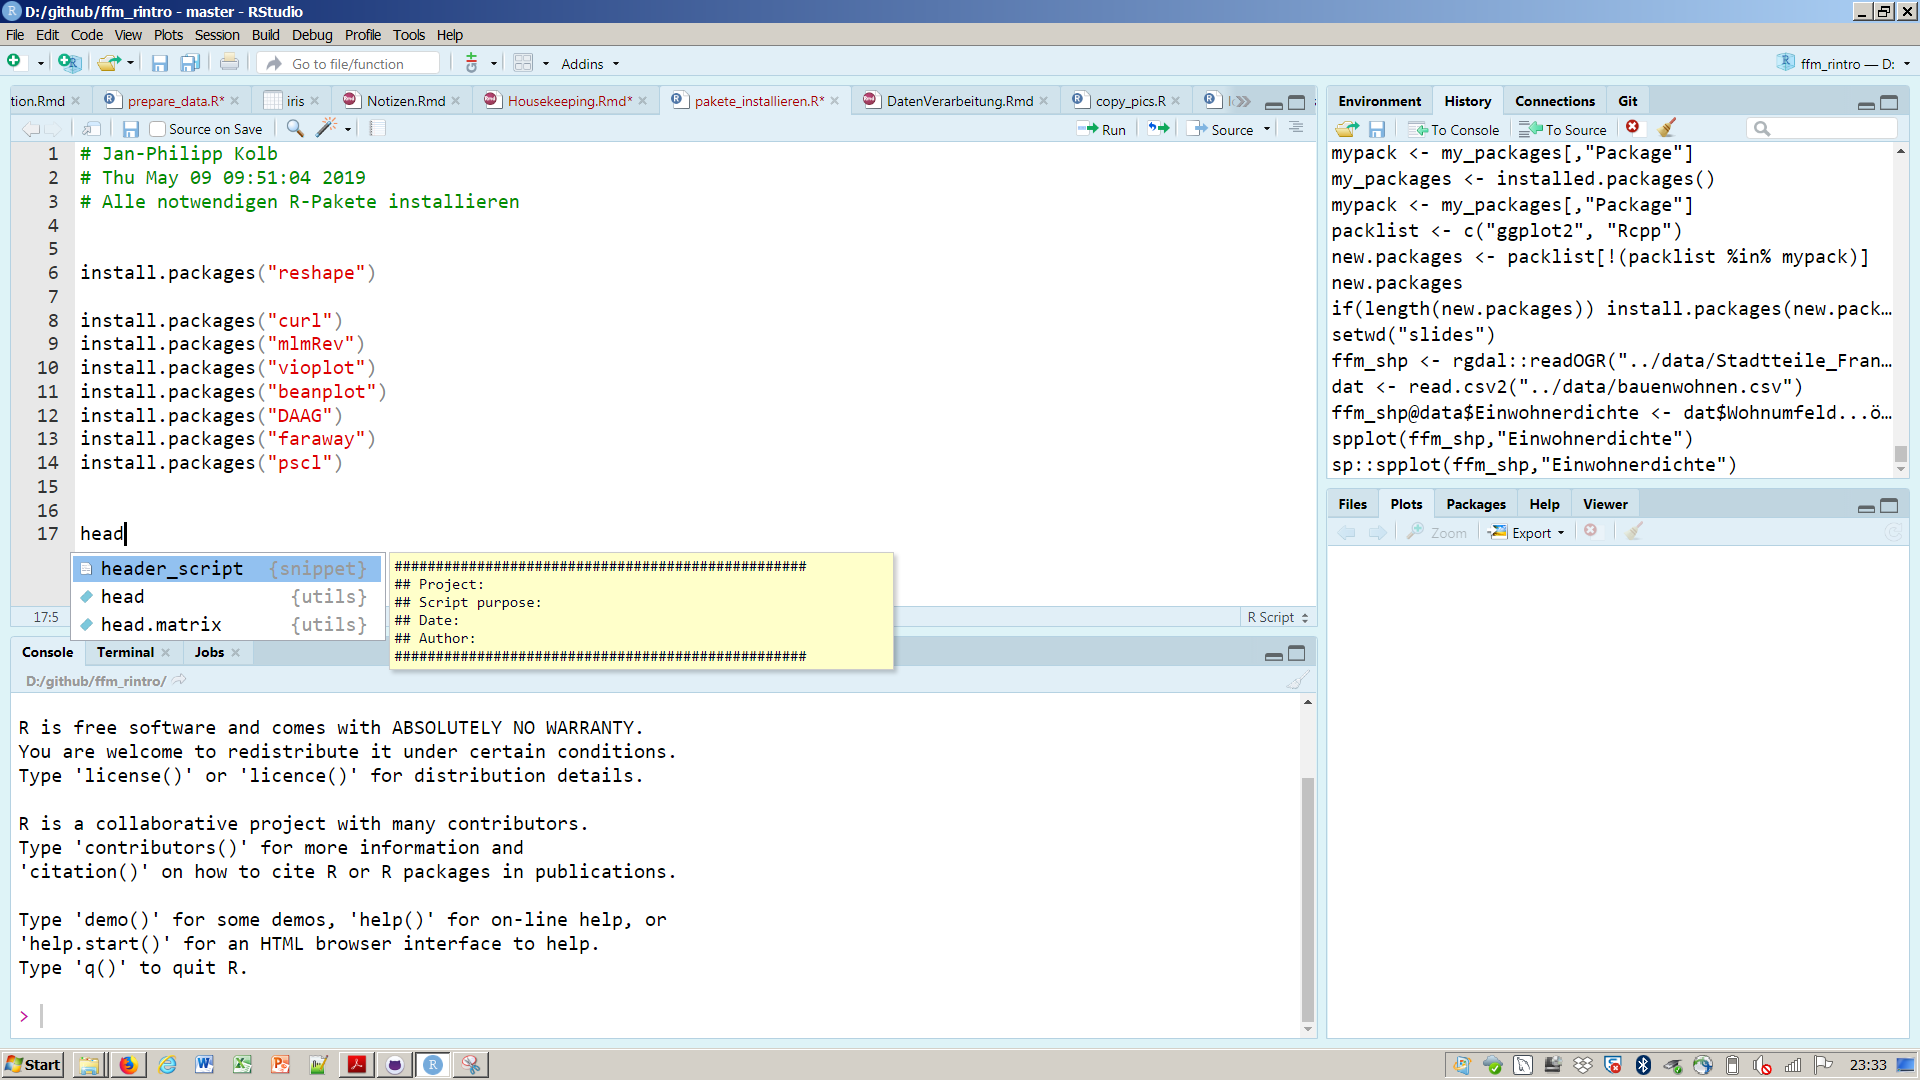 D:/github/ffm_rintro - master - RStudio
File Edit Code View Plots Session Build Debug Profile Tools Help
Go to file/function Addins ffm_rintro — D:
tion.Rmd prepare_data.R* iris Notizen.Rmd Housekeeping.Rmd* pakete_installieren.R* DatenVerarbeitung.Rmd copy_pics.R
Source on Save Run Source
1 # Jan-Philipp Kolb
2 # Thu May 09 09:51:04 2019
3 # Alle notwendigen R-Pakete installieren
4
5
6 install.packages("reshape")
7
8 install.packages("curl")
9 install.packages("mlmRev")
10 install.packages("vioplot")
11 install.packages("beanplot")
12 install.packages("DAAG")
13 install.packages("faraway")
14 install.packages("pscl")
15
16
17 head
header_script {snippet}
head {utils}
head.matrix {utils}
##################################################
## Project:
## Script purpose:
## Date:
## Author:
##################################################
17:5 R Script
Console Terminal Jobs
D:/github/ffm_rintro/
R is free software and comes with ABSOLUTELY NO WARRANTY.
You are welcome to redistribute it under certain conditions.
Type 'license()' or 'licence()' for distribution details.
R is a collaborative project with many contributors.
Type 'contributors()' for more information and
'citation()' on how to cite R or R packages in publications.
Type 'demo()' for some demos, 'help()' for on-line help, or
'help.start()' for an HTML browser interface to help.
Type 'q()' to quit R.
>
Environment History Connections Git
To Console To Source
mypack <- my_packages[,"Package"]
my_packages <- installed.packages()
mypack <- my_packages[,"Package"]
packlist <- c("ggplot2", "Rcpp")
new.packages <- packlist[!(packlist %in% mypack)]
new.packages
if(length(new.packages)) install.packages(new.pack…
setwd("slides")
ffm_shp <- rgdal::readOGR("../data/Stadtteile_Fran…
dat <- read.csv2("../data/bauenwohnen.csv")
ffm_shp@data$Einwohnerdichte <- dat$Wohnumfeld...ö…
spplot(ffm_shp,"Einwohnerdichte")
sp::spplot(ffm_shp,"Einwohnerdichte")
Files Plots Packages Help Viewer
Zoom Export
Start 23:33